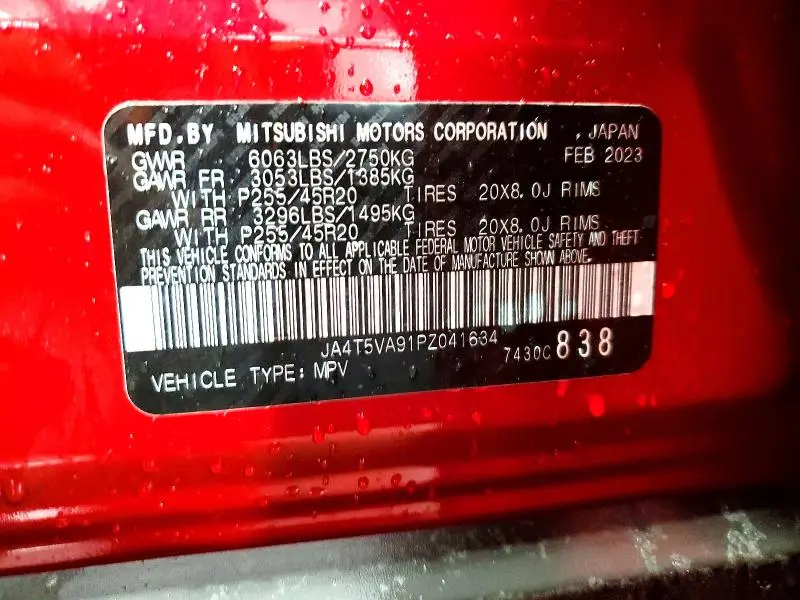 MFD.BY MITSUBISHI MOTORS CORPORATION , JAPAN
GVWR 6063LBS/2750KG FEB 2023
GAWR FR 3053LBS/1385KG
WITH P255/45R20 TIRES 20X8.0J RIMS
GAWR RR 3296LBS/1495KG
WITH P255/45R20 TIRES 20X8.0J RIMS
THIS VEHICLE CONFORMS TO ALL APPLICABLE FEDERAL MOTOR VEHICLE SAFETY AND THEFT
PREVENTION STANDARDS IN EFFECT ON THE DATE OF MANUFACTURE SHOWN ABOVE.
JA4T5VA91PZ041634
7430C 838
VEHICLE TYPE: MPV